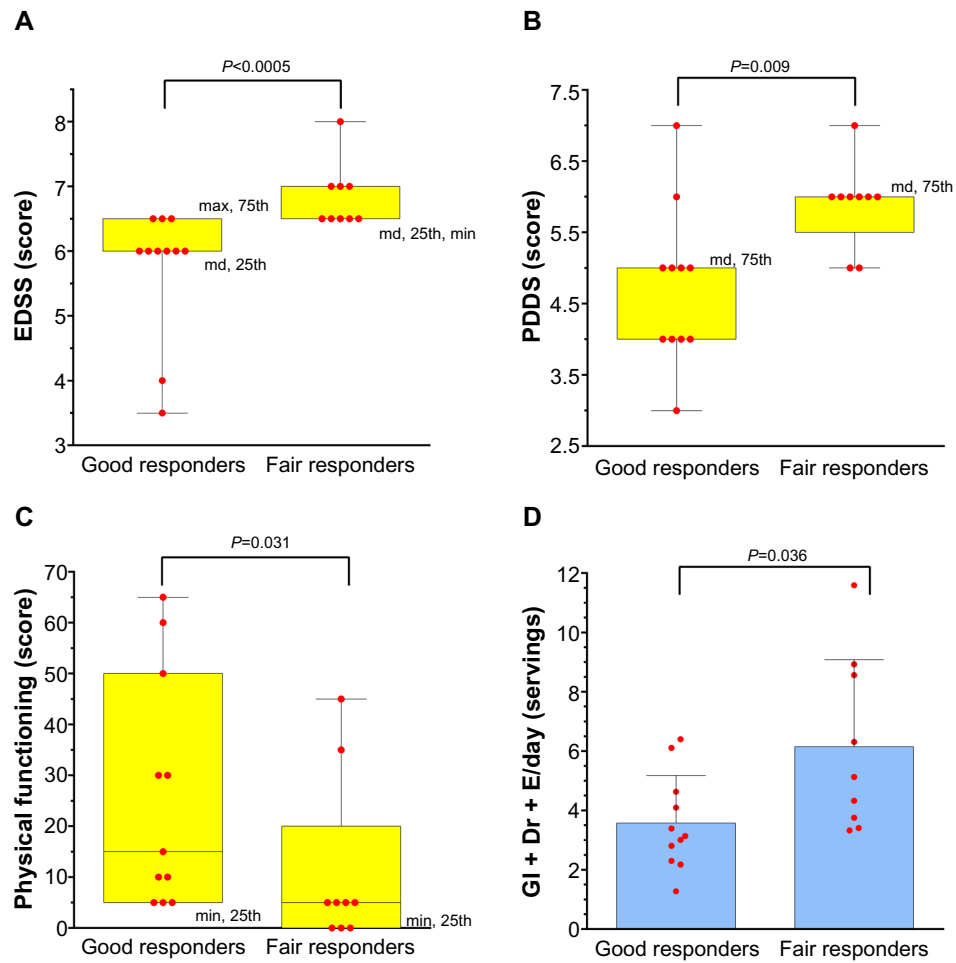 A
P<0.0005
EDSS (score)
8
7
6
5
4
3
max, 75th
md, 25th
md, 25th, min
Good responders
Fair responders
B
P=0.009
PDDS (score)
7.5
6.5
5.5
4.5
3.5
2.5
md, 75th
md, 75th
Good responders
Fair responders
C
P=0.031
Physical functioning (score)
70
60
50
40
30
20
10
0
min, 25th
min, 25th
Good responders
Fair responders
D
P=0.036
GI + Dr + E/day (servings)
12
10
8
6
4
2
0
Good responders
Fair responders